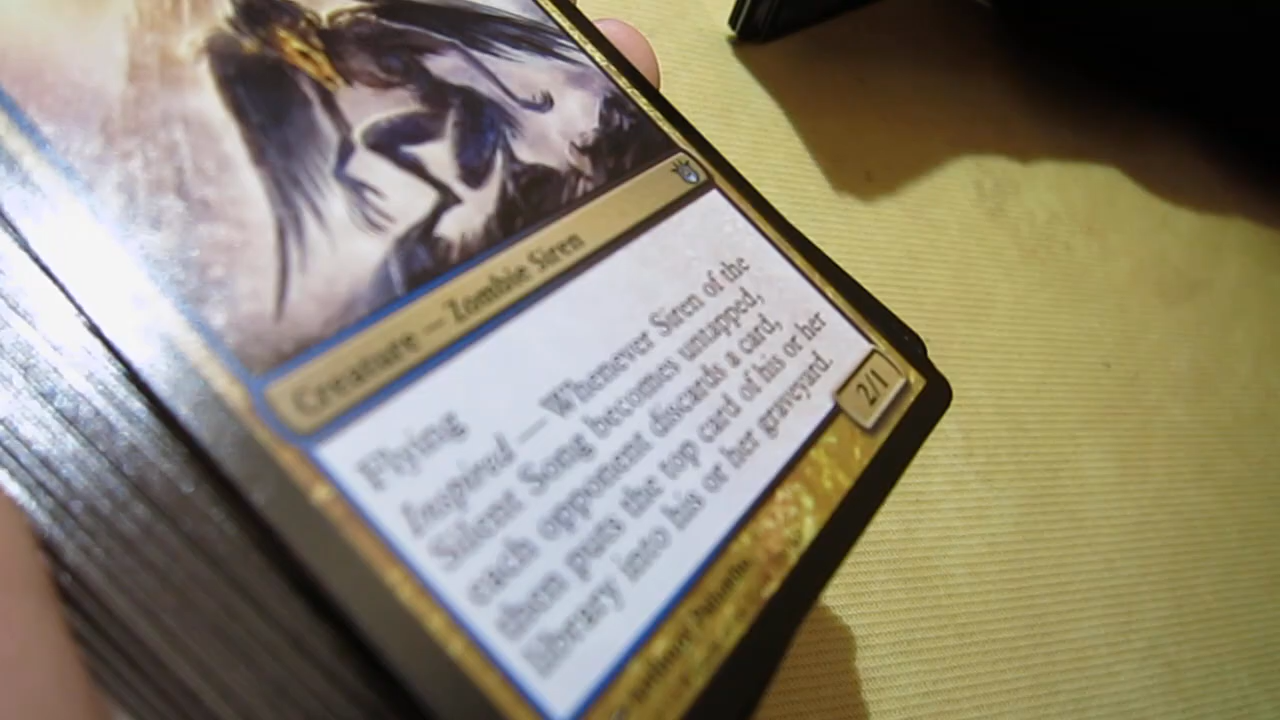 Creature — Zombie Siren
Flying
Inspired — Whenever Siren of the
Silent Song becomes untapped,
each opponent discards a card,
then puts the top card of his or her
library into his or her graveyard.
2/1